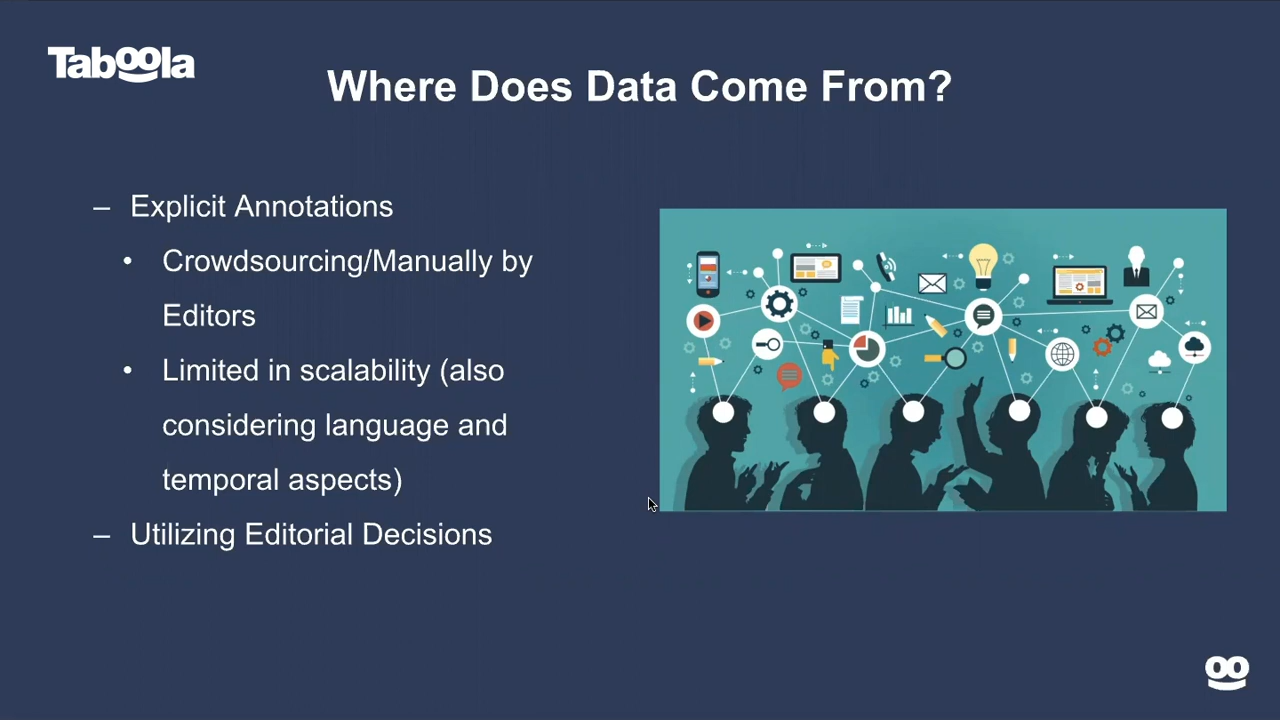 Taboola
Where Does Data Come From?
– Explicit Annotations
• Crowdsourcing/Manually by
Editors
• Limited in scalability (also
considering language and
temporal aspects)
– Utilizing Editorial Decisions